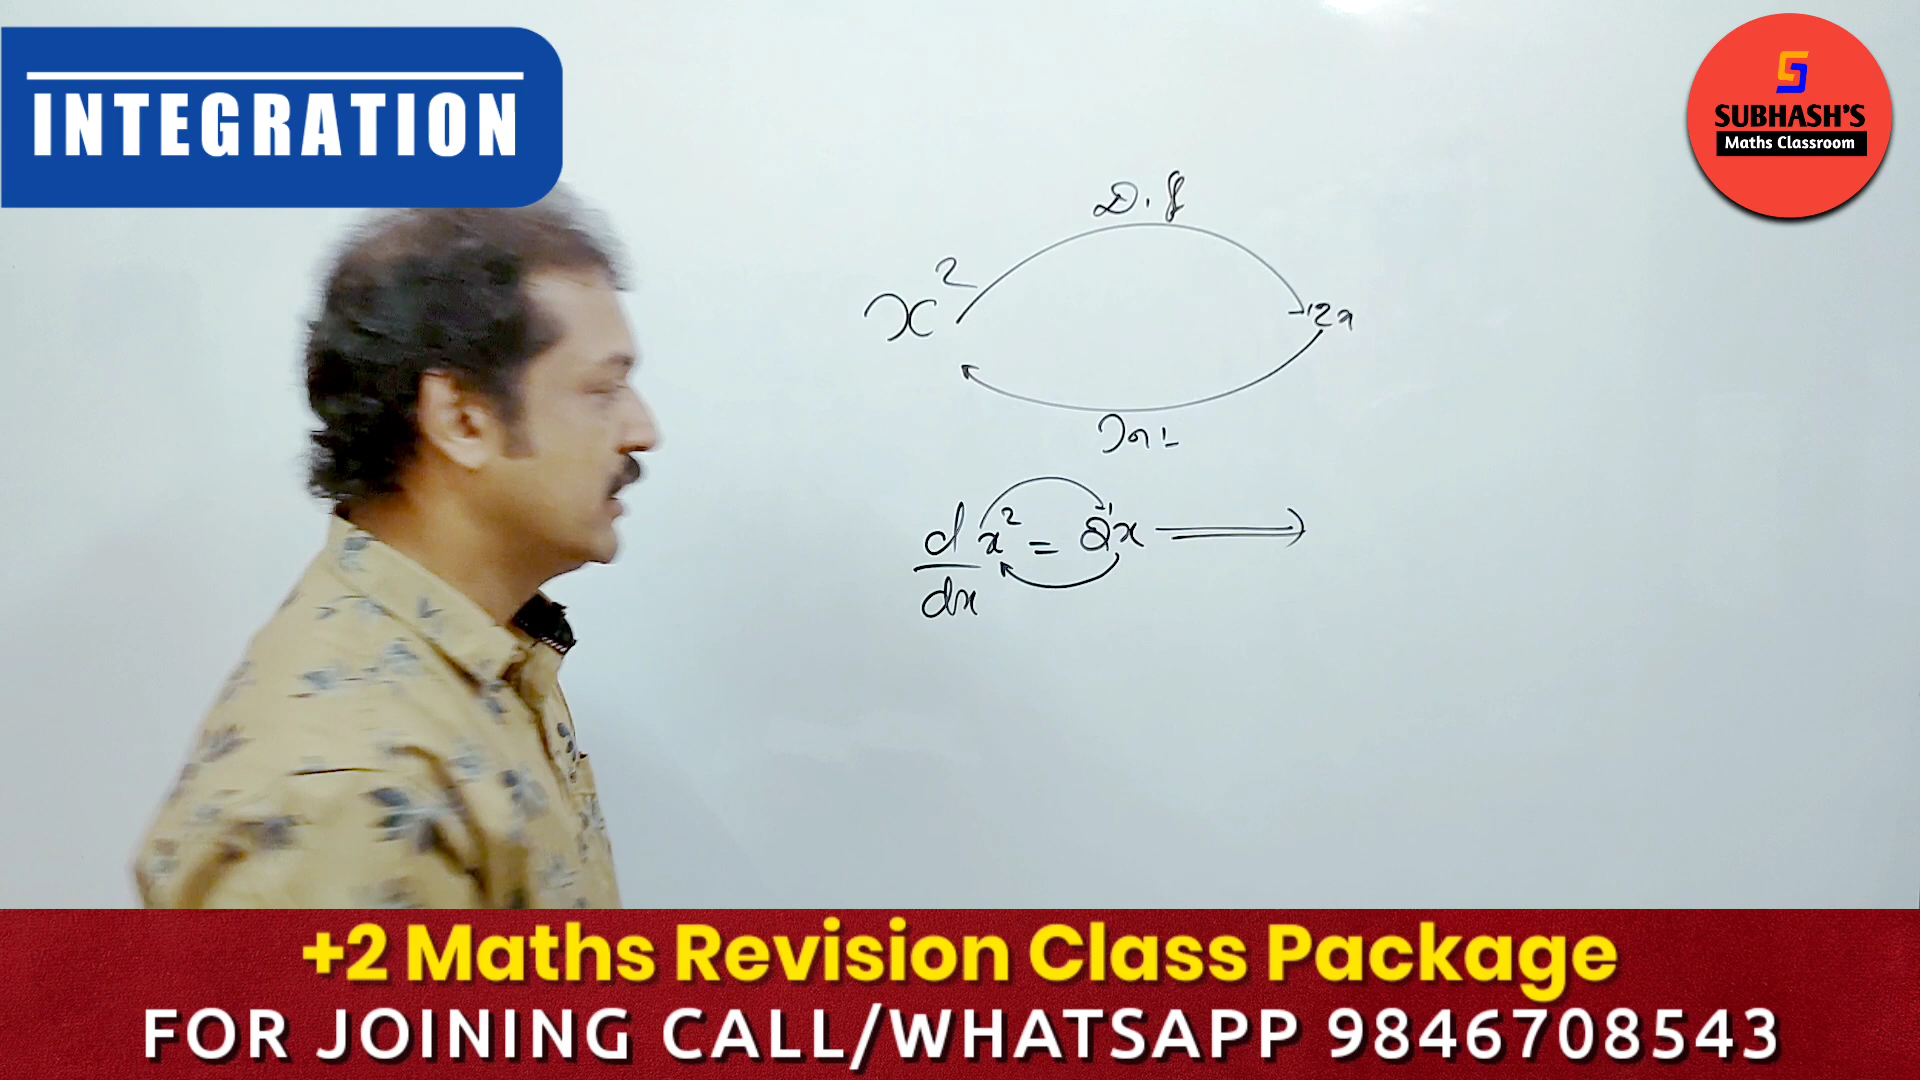 INTEGRATION
SUBHASH'S
Maths Classroom
D.f
x² 2x
Int
d/dx x² = 2x
+2 Maths Revision Class Package
FOR JOINING CALL/WHATSAPP 9846708543